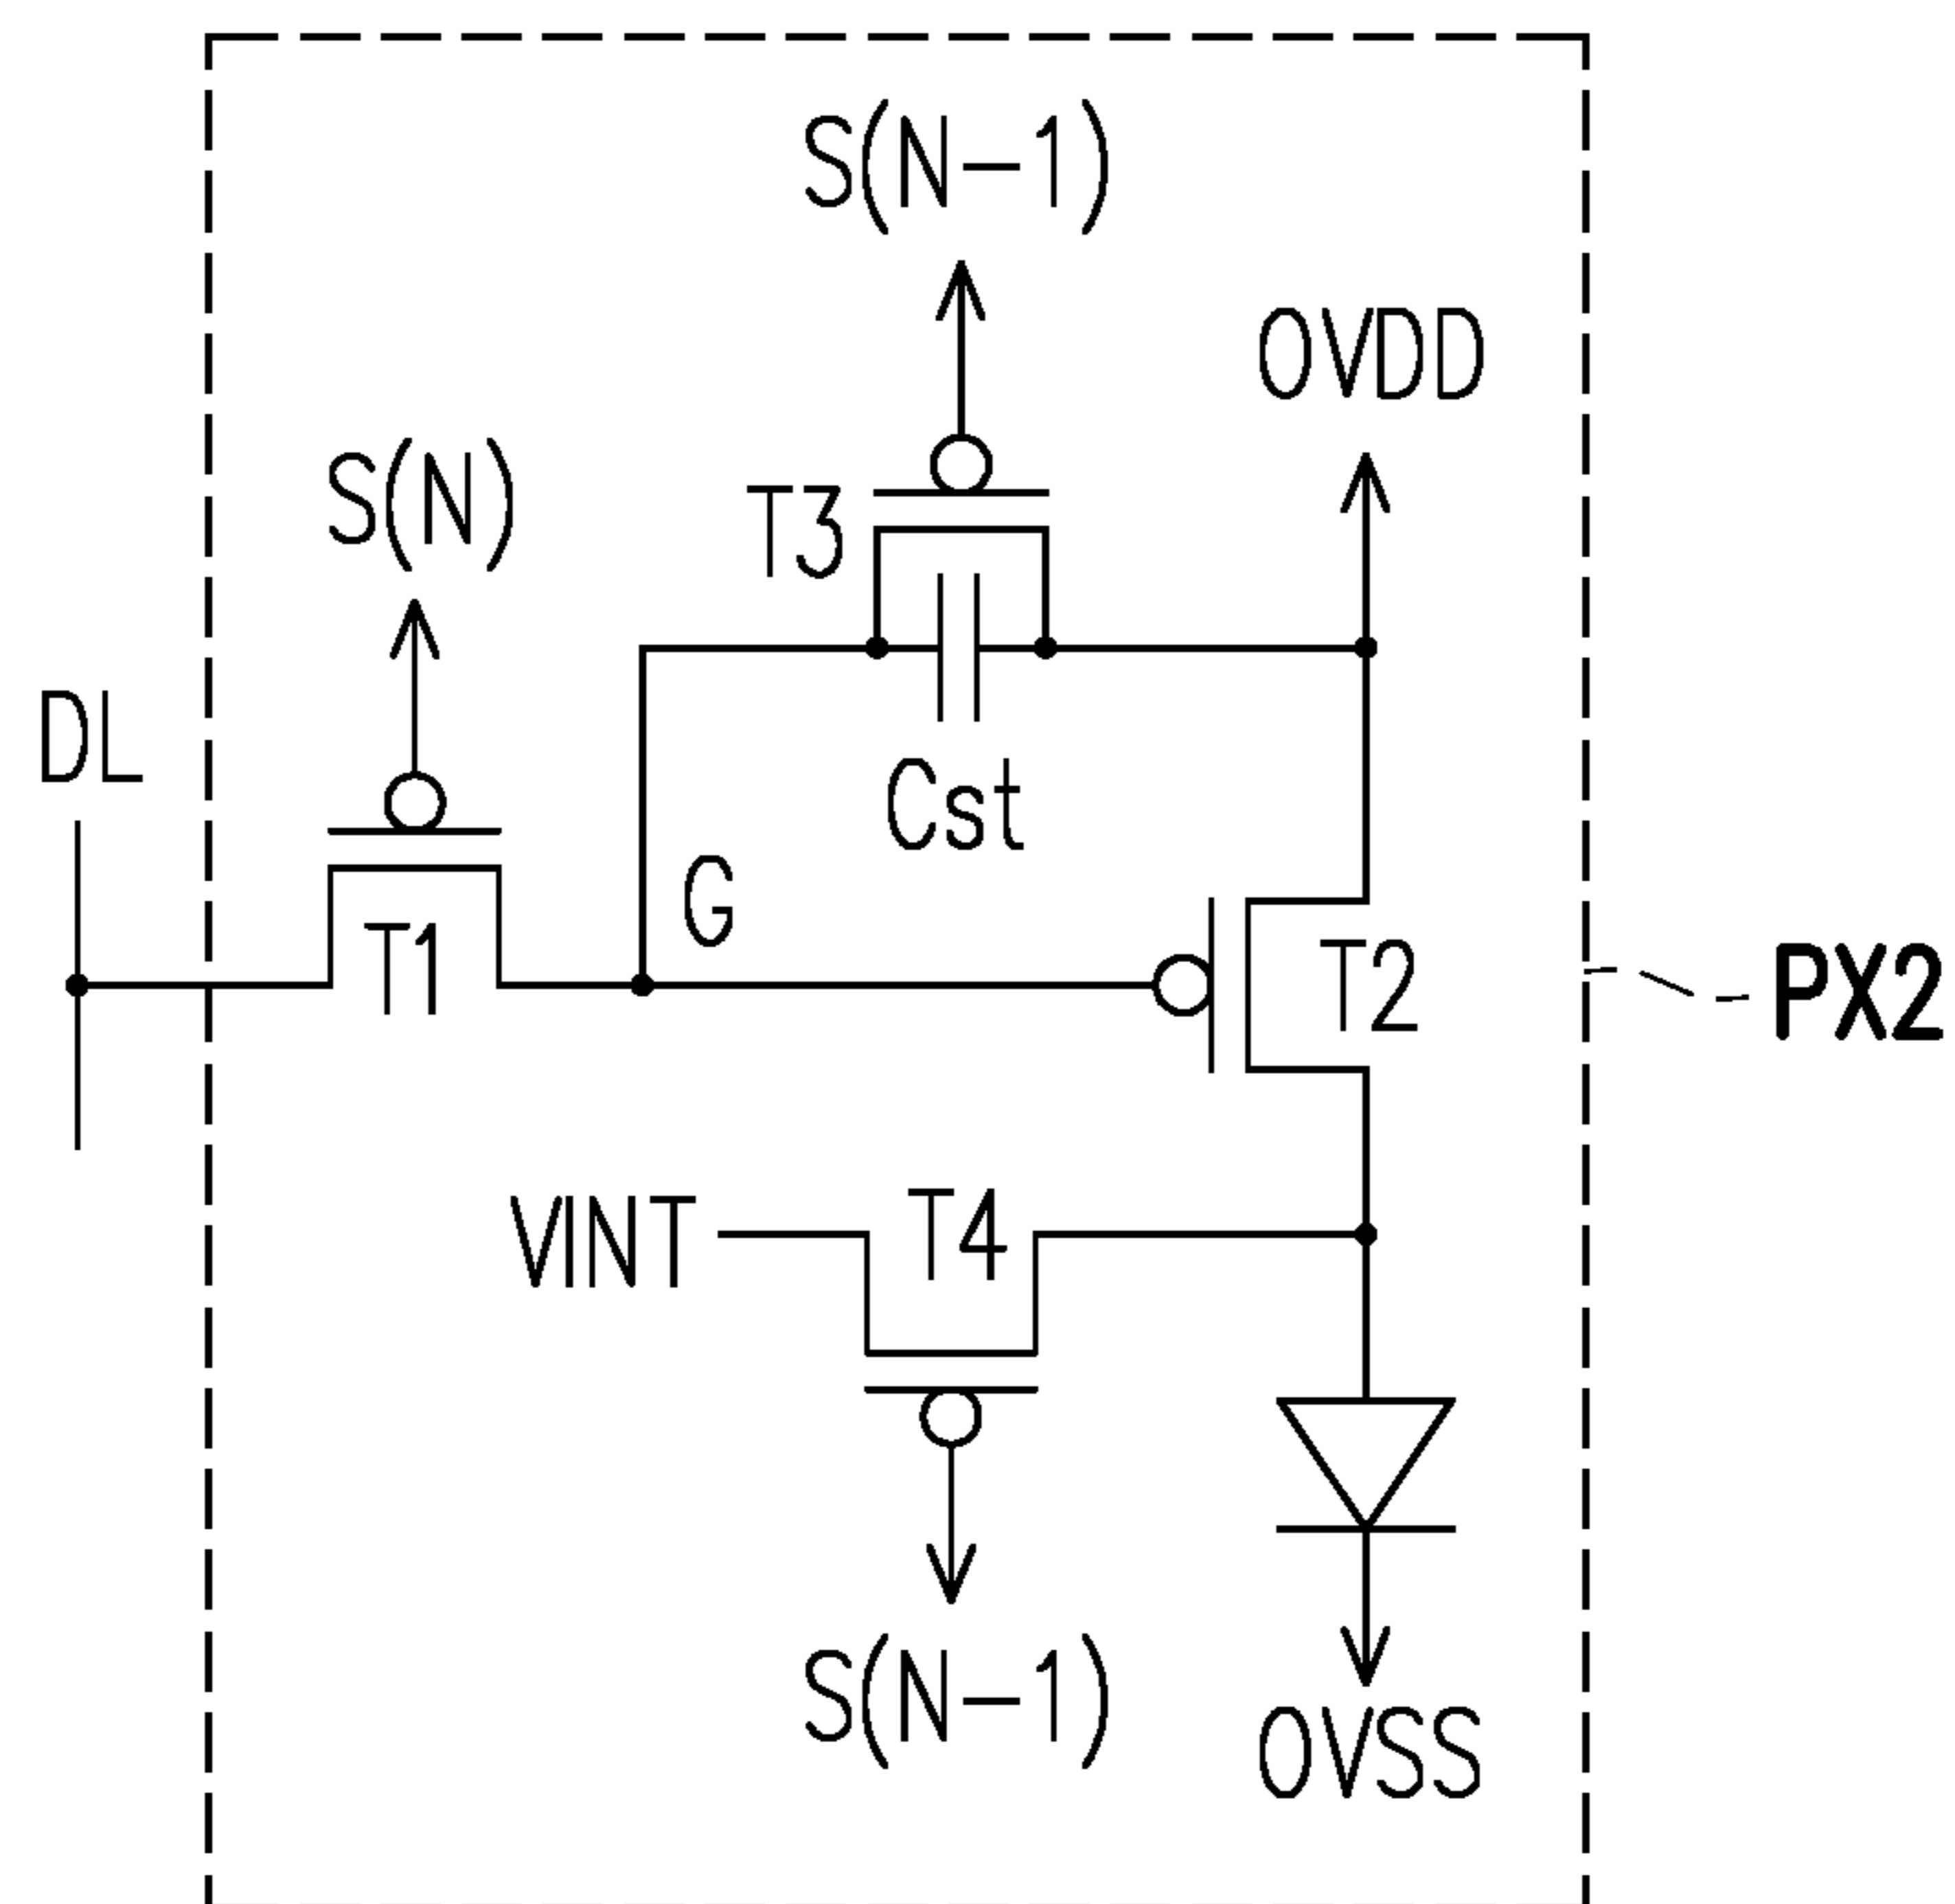 S(N-1)
OVDD
S(N)
T3
DL
Cst
G
T1
T2
PX2
VINT
T4
S(N-1)
OVSS